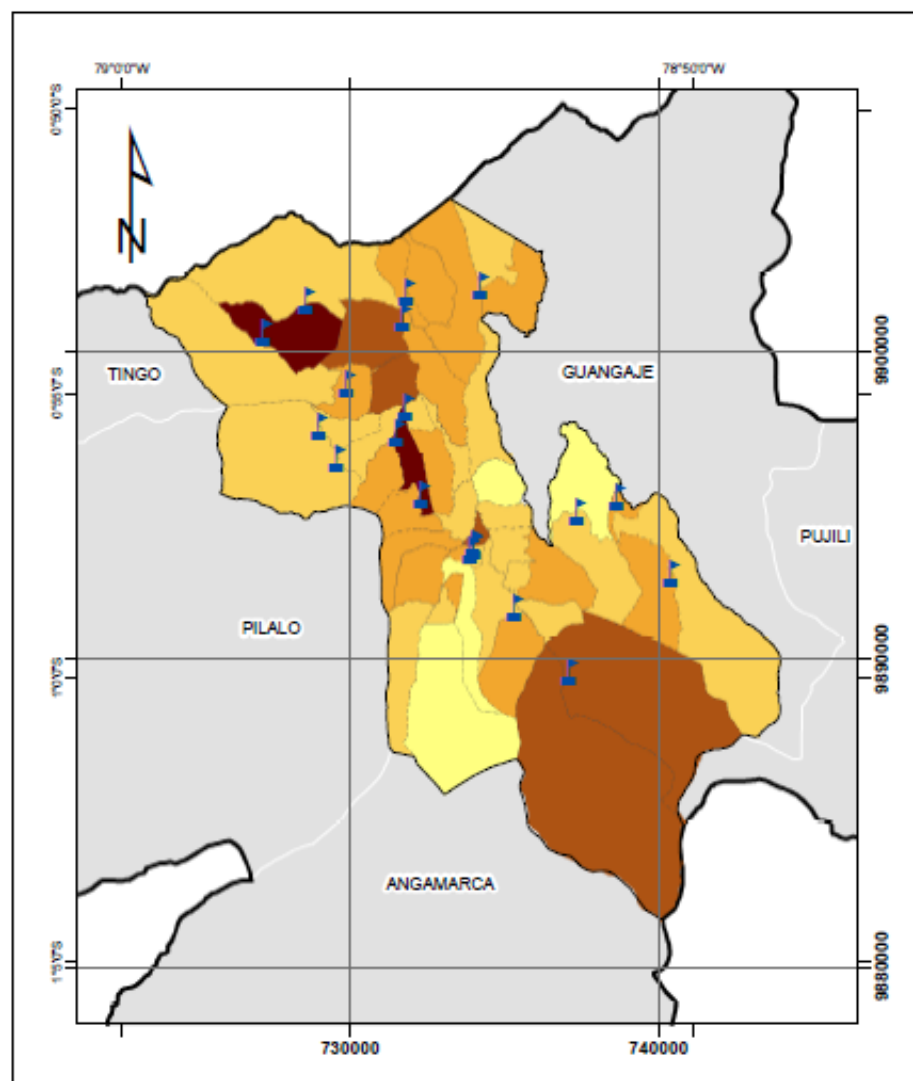 79°0'0"W
78°50'0"W
0°50'0"S
N
TINGO
GUANGAJE
9900000
0°55'0"S
PUJILI
PILALO
9890000
1°0'0"S
ANGAMARCA
1°5'0"S
9880000
730000
740000